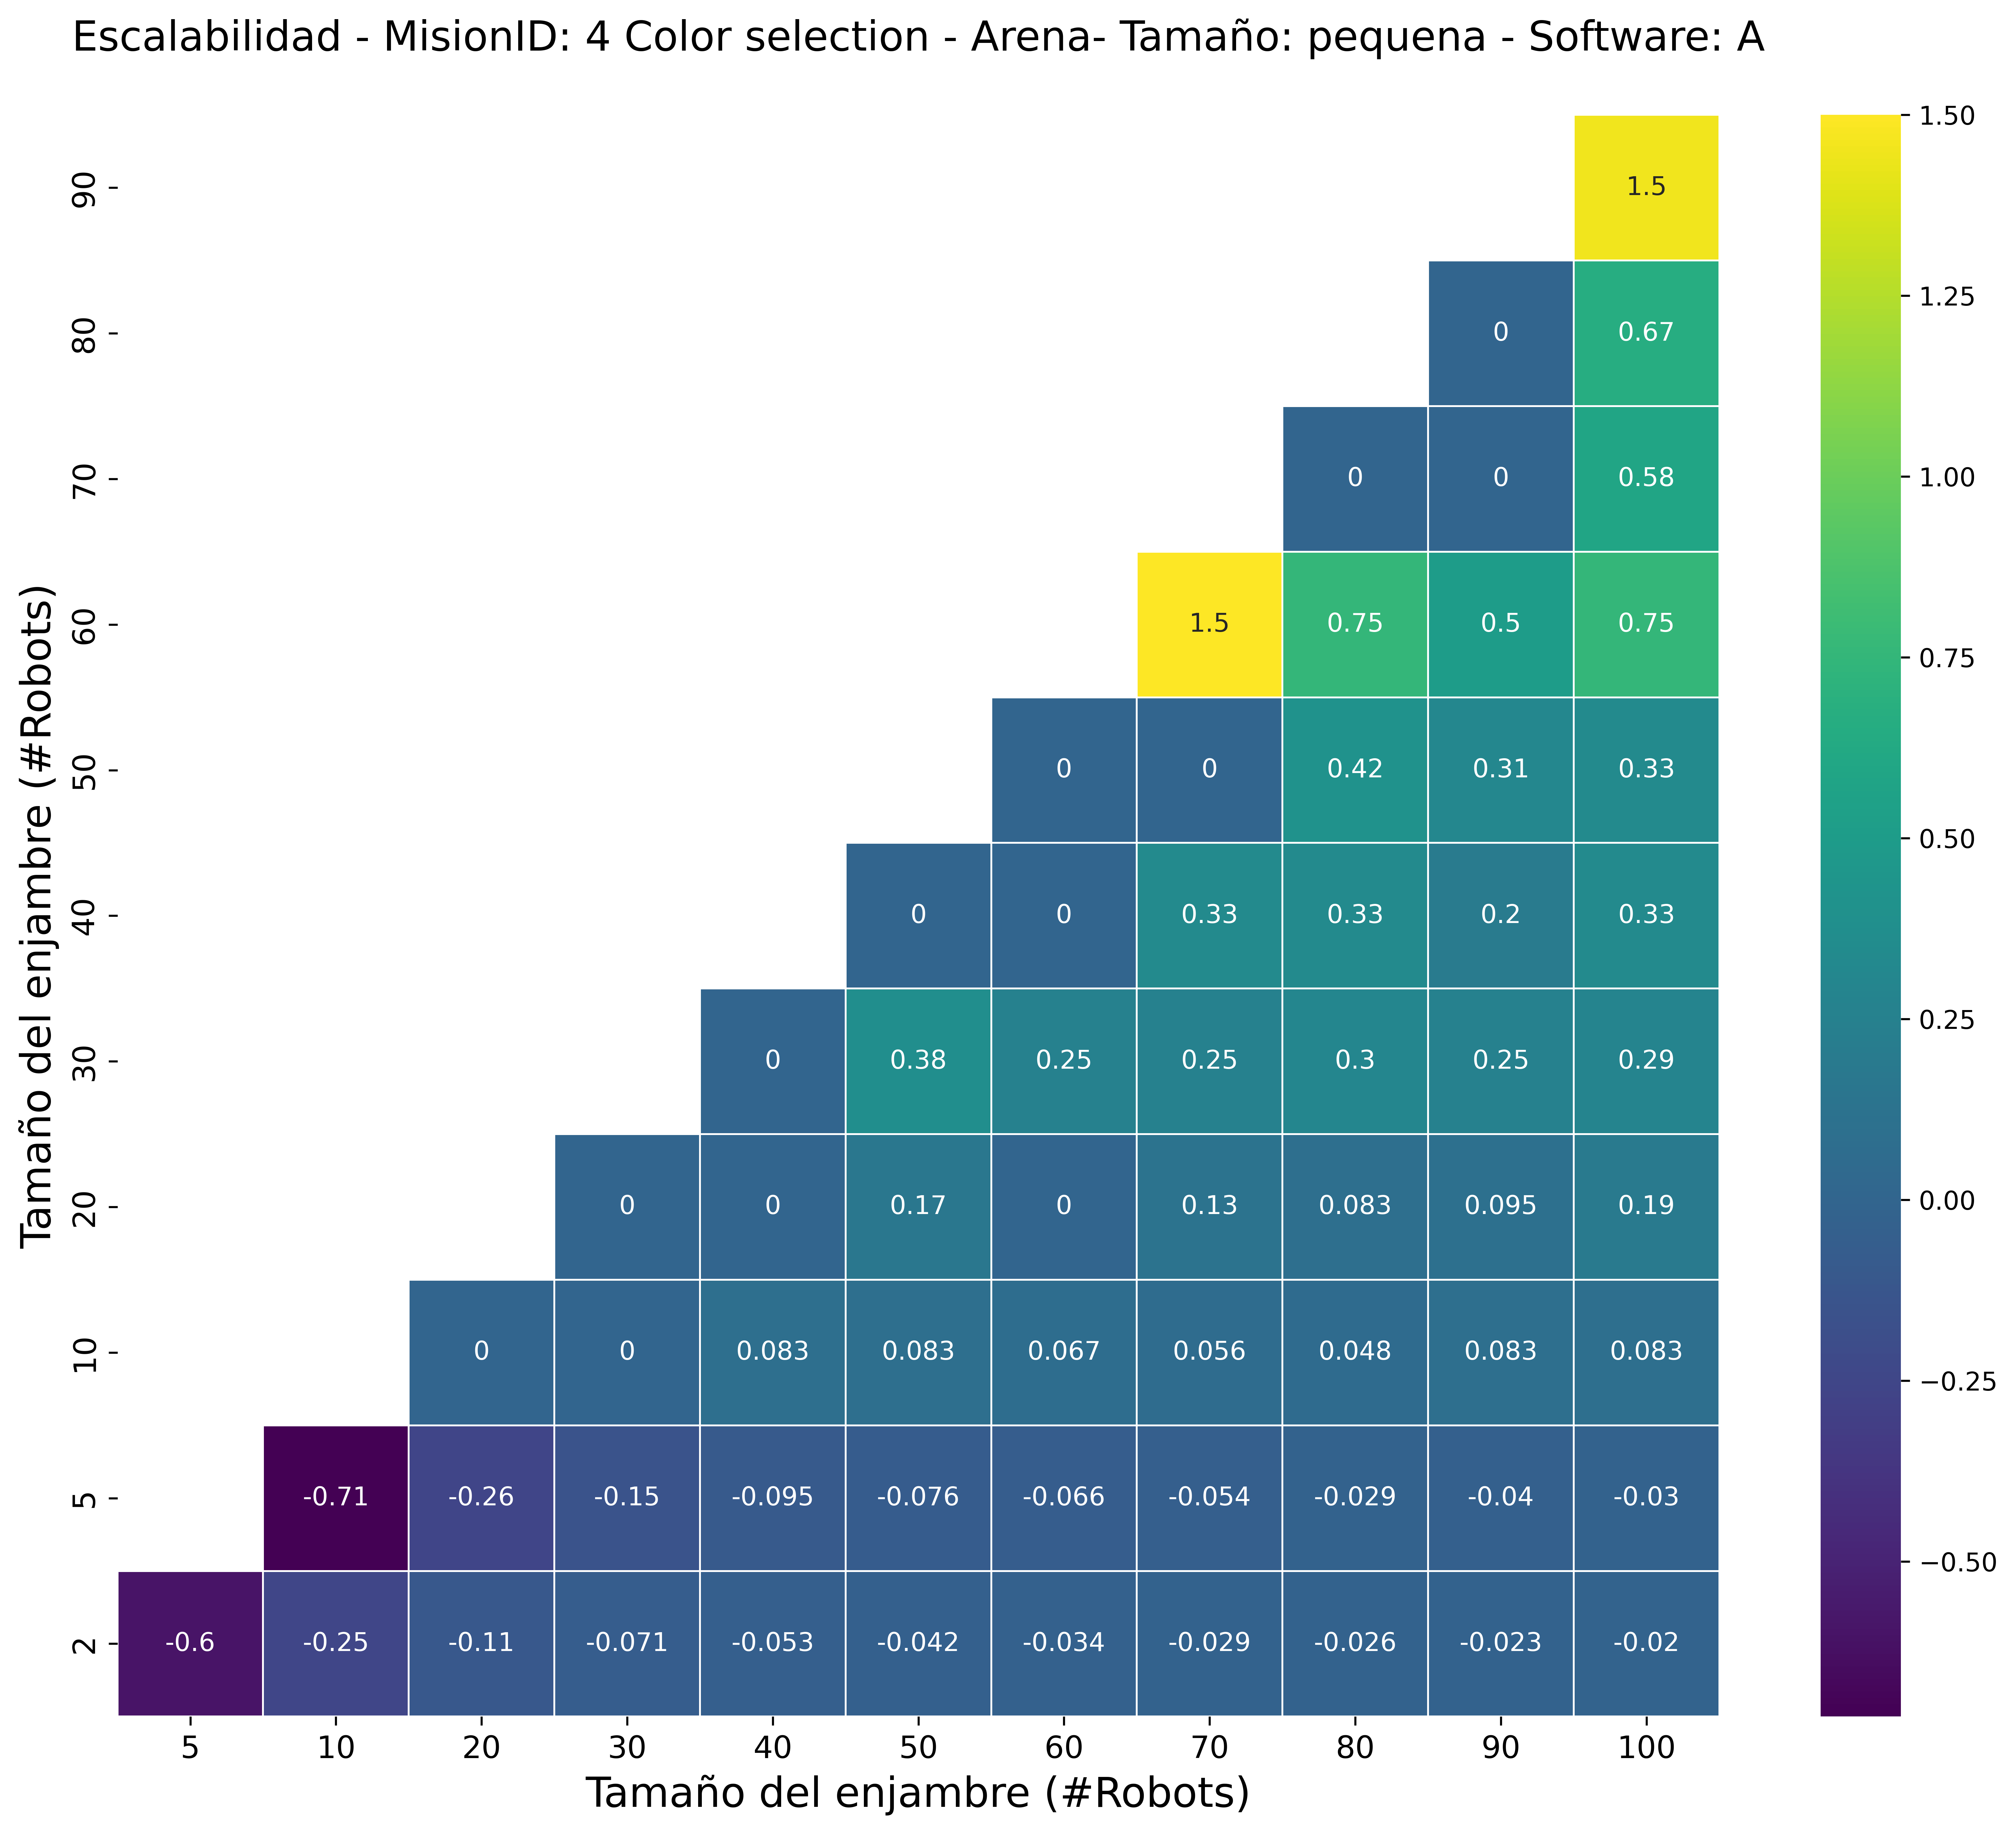 Escalabilidad - MisionID: 4 Color selection - Arena- Tamaño: pequena - Software: A
Tamaño del enjambre (#Robots)
90 1.5
80 0 0.67
70 0 0 0.58
60 1.5 0.75 0.5 0.75
50 0 0 0.42 0.31 0.33
40 0 0 0.33 0.33 0.2 0.33
30 0 0.38 0.25 0.25 0.3 0.25 0.29
20 0 0 0.17 0 0.13 0.083 0.095 0.19
10 0 0 0.083 0.083 0.067 0.056 0.048 0.083 0.083
5 -0.71 -0.26 -0.15 -0.095 -0.076 -0.066 -0.054 -0.029 -0.04 -0.03
2 -0.6 -0.25 -0.11 -0.071 -0.053 -0.042 -0.034 -0.029 -0.026 -0.023 -0.02
5 10 20 30 40 50 60 70 80 90 100
Tamaño del enjambre (#Robots)
1.50
1.25
1.00
0.75
0.50
0.25
0.00
−0.25
−0.50